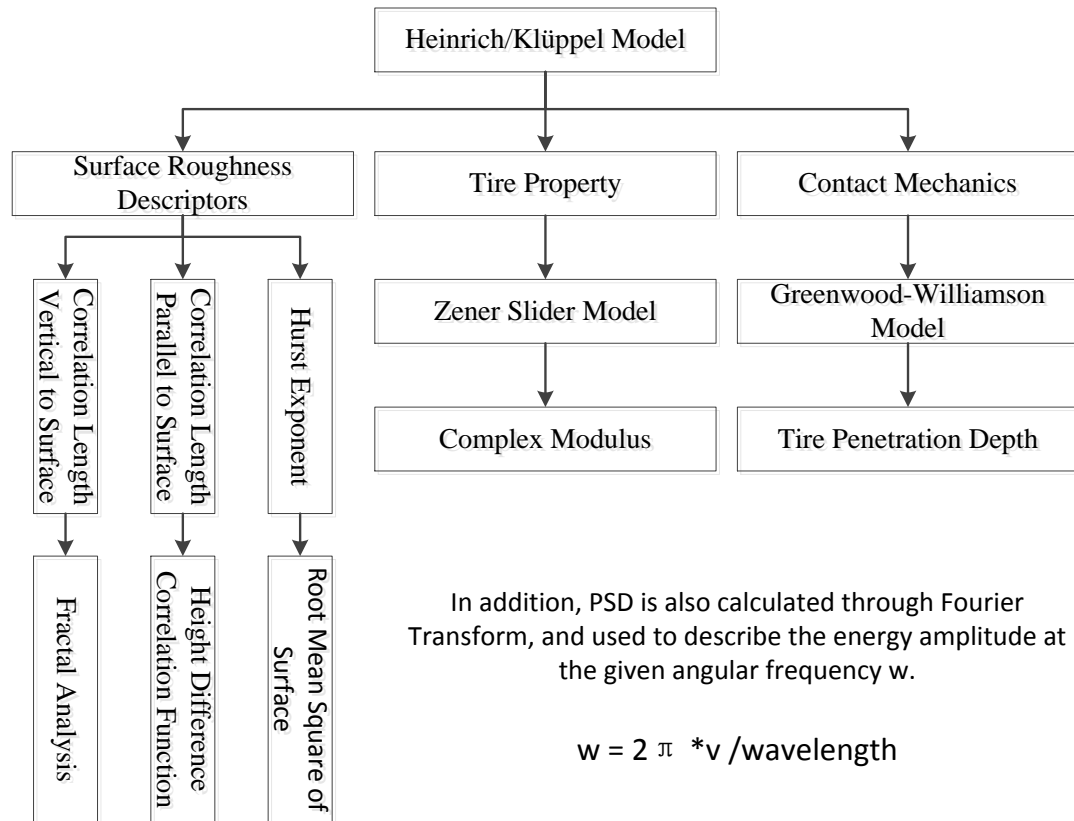 Heinrich/Klüppel Model
Surface Roughness
Descriptors
Tire Property
Contact Mechanics
Correlation Length
Vertical to Surface
Correlation Length
Parallel to Surface
Hurst Exponent
Zener Slider Model
Greenwood-Williamson
Model
Complex Modulus
Tire Penetration Depth
Fractal Analysis
Height Difference
Correlation Function
Root Mean Square of
Surface
In addition, PSD is also calculated through Fourier
Transform, and used to describe the energy amplitude at
the given angular frequency w.
w = 2 π *v /wavelength